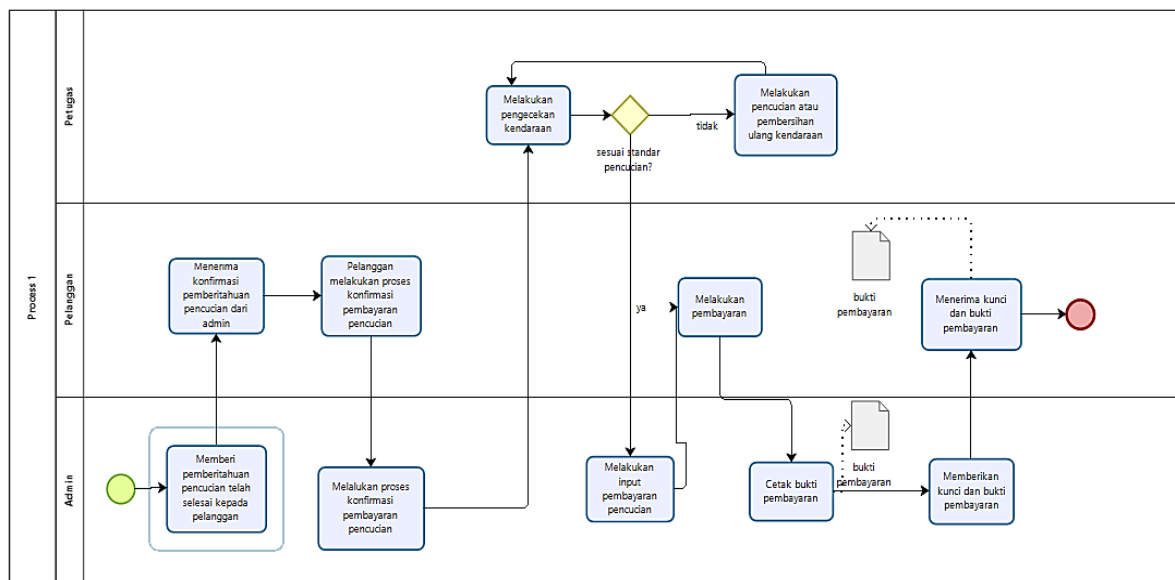 Process 1
Petugas
Melakukan
pengecekan
kendaraan
sesuai standar
pencucian?
tidak
Melakukan
pencucian atau
pembersihan
ulang kendaraan
Pelanggan
Menerima
konfirmasi
pemberitahuan
pencucian dari
admin
Pelanggan
melakukan proses
konfirmasi
pembayaran
pencucian
ya
Melakukan
pembayaran
bukti
pembayaran
Menerima kunci
dan bukti
pembayaran
Admin
Memberi
pemberitahuan
pencucian telah
selesai kepada
pelanggan
Melalukan proses
konfirmasi
pembayaran
pencucian
Melakukan
input
pembayaran
pencucian
Cetak bukti
pembayaran
bukti
pembayaran
Memberikan
kunci dan bukti
pembayaran